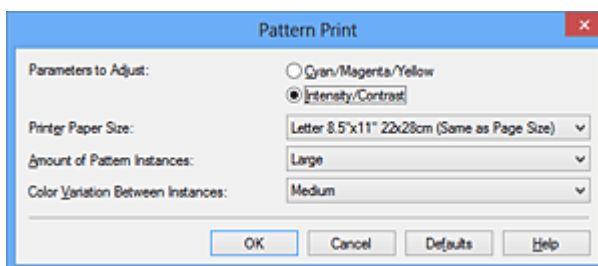 Pattern Print
Parameters to Adjust:
Cyan/Magenta/Yellow
Intensity/Contrast
Printer Paper Size:
Letter 8.5"x11" 22x28cm (Same as Page Size)
Amount of Pattern Instances:
Large
Color Variation Between Instances:
Medium
OK
Cancel
Defaults
Help